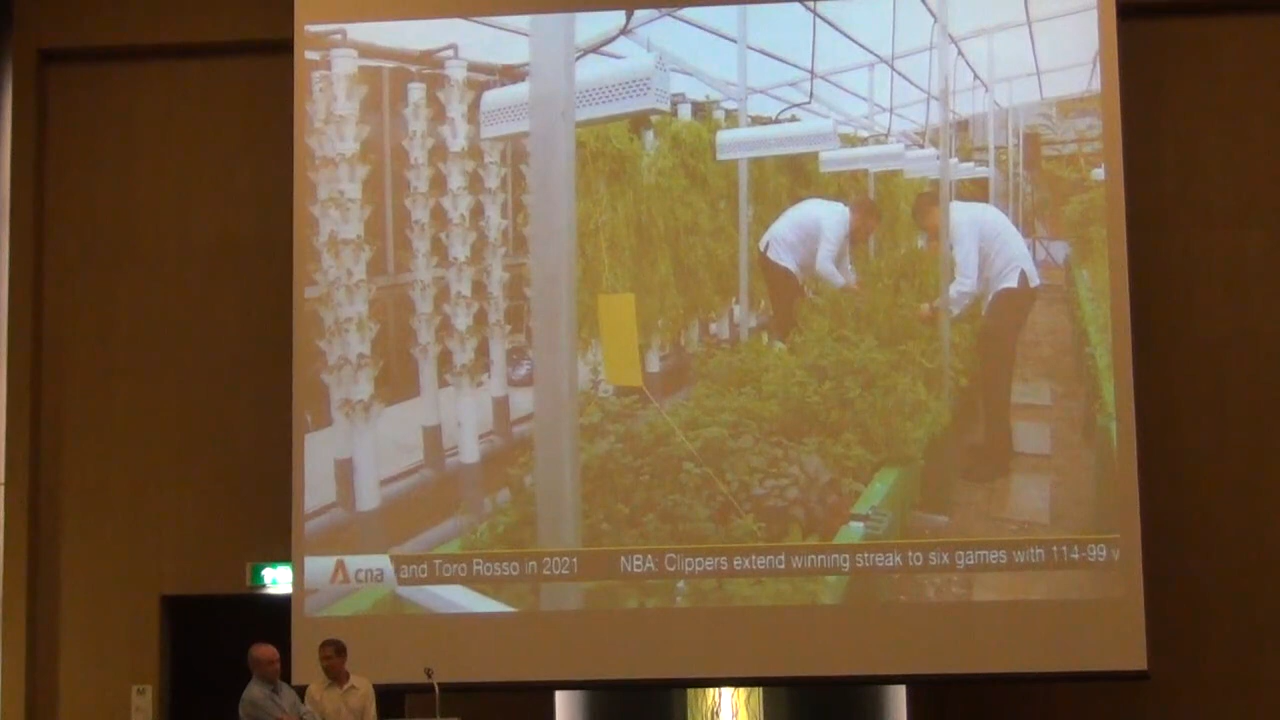 cna and Toro Rosso in 2021 NBA: Clippers extend winning streak to six games with 114-99 v
M